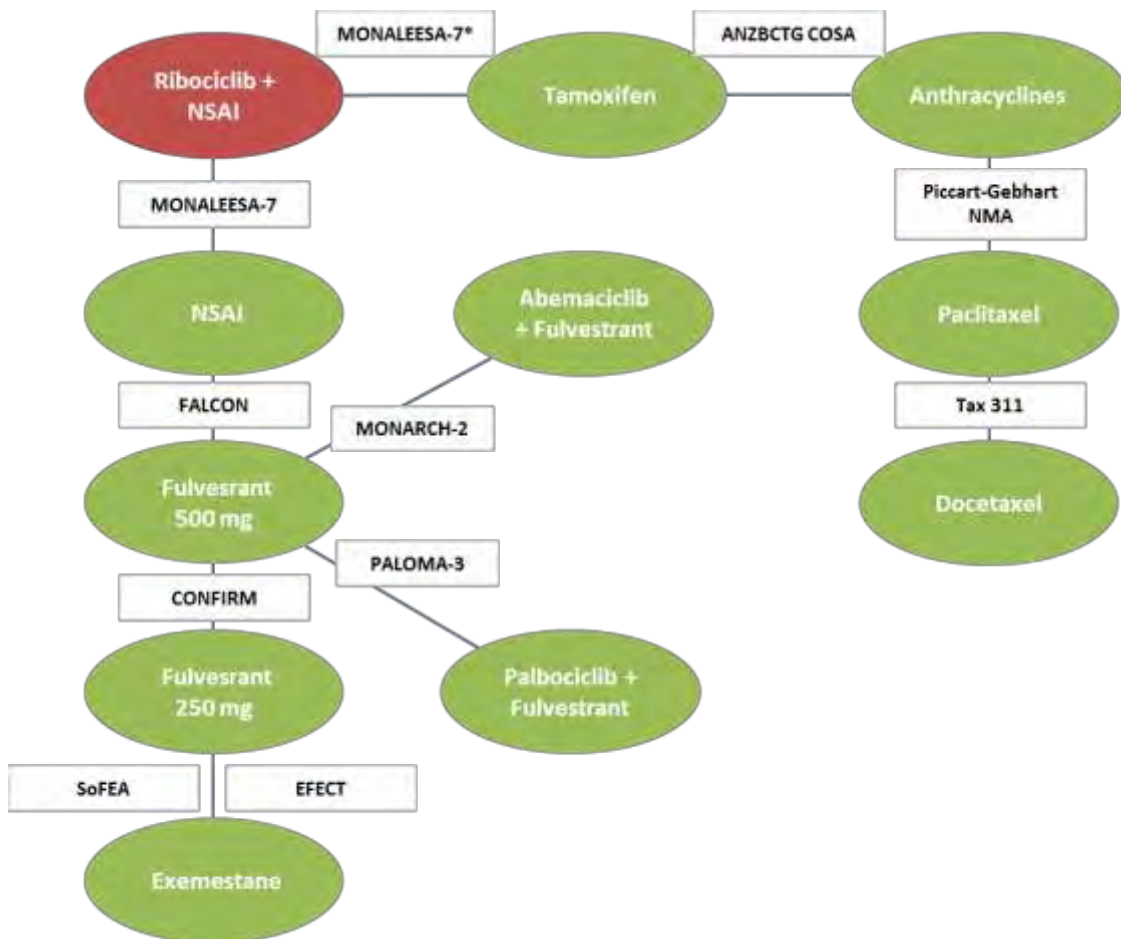 MONALEESA-7*
ANZBCTG COSA
Ribociclib +
NSAI
Tamoxifen
Anthracyclines
MONALEESA-7
Piccart-Gebhart
NMA
NSAI
Abemaciclib
+ Fulvestrant
Paclitaxel
FALCON
MONARCH-2
Tax 311
Fulvesrant
500 mg
Docetaxel
PALOMA-3
CONFIRM
Fulvesrant
250 mg
Palbociclib +
Fulvestrant
SoFEA
EFECT
Exemestane